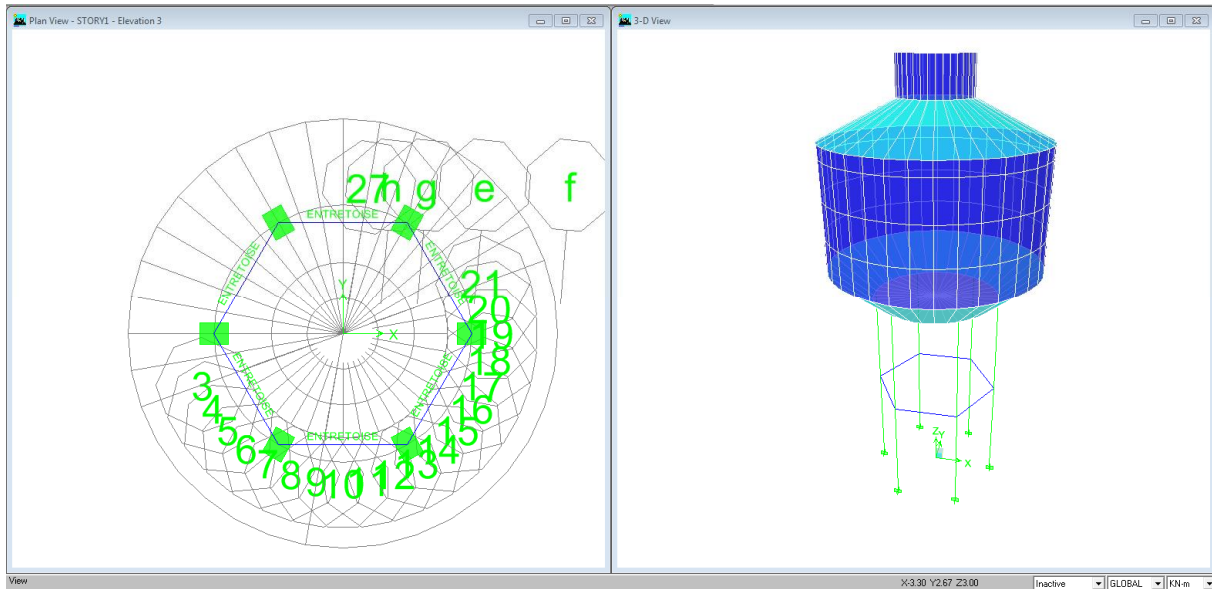 Plan View - STORY1 - Elevation 3
3-D View
27 h g e f
ENTRETOISE
ENTRETOISE
ENTRETOISE
Y
X
21
20
19
18
17
16
15
14
13
12
11
10
9
8
7
6
5
4
3
ENTRETOISE
ENTRETOISE
ENTRETOISE
Z
Y
X
View
X-3.30 Y2.67 Z3.00
Inactive
GLOBAL
KN-m